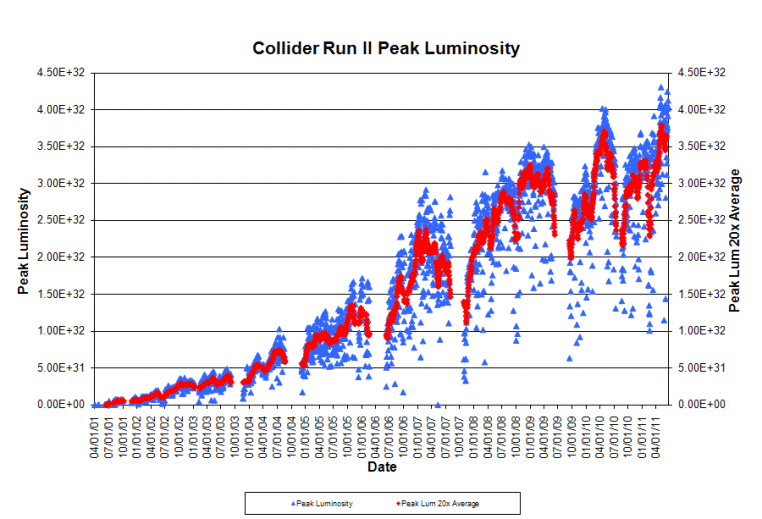 Collider Run II Peak Luminosity
4.50E+32
4.00E+32
3.50E+32
3.00E+32
2.50E+32
2.00E+32
1.50E+32
1.00E+32
5.00E+31
0.00E+00
Peak Luminosity
4.50E+32
4.00E+32
3.50E+32
3.00E+32
2.50E+32
2.00E+32
1.50E+32
1.00E+32
5.00E+31
0.00E+00
Peak Lum 20x Average
04/01/01
07/01/01
10/01/01
01/01/02
04/01/02
07/01/02
10/01/02
01/01/03
04/01/03
07/01/03
10/01/03
01/01/04
04/01/04
07/01/04
10/01/04
01/01/05
04/01/05
07/01/05
10/01/05
01/01/06
04/01/06
07/01/06
10/01/06
01/01/07
04/01/07
07/01/07
10/01/07
01/01/08
04/01/08
07/01/08
10/01/08
01/01/09
04/01/09
07/01/09
10/01/09
01/01/10
04/01/10
07/01/10
10/01/10
01/01/11
04/01/11
Date
Peak Luminosity
Peak Lum 20x Average